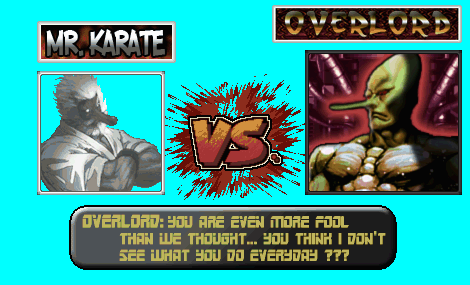 OVERLORD
MR. KARATE
VS.
OVERLORD: YOU ARE EVEN MORE FOOL
THAN WE THOUGHT... YOU THINK I DON'T
SEE WHAT YOU DO EVERYDAY ???